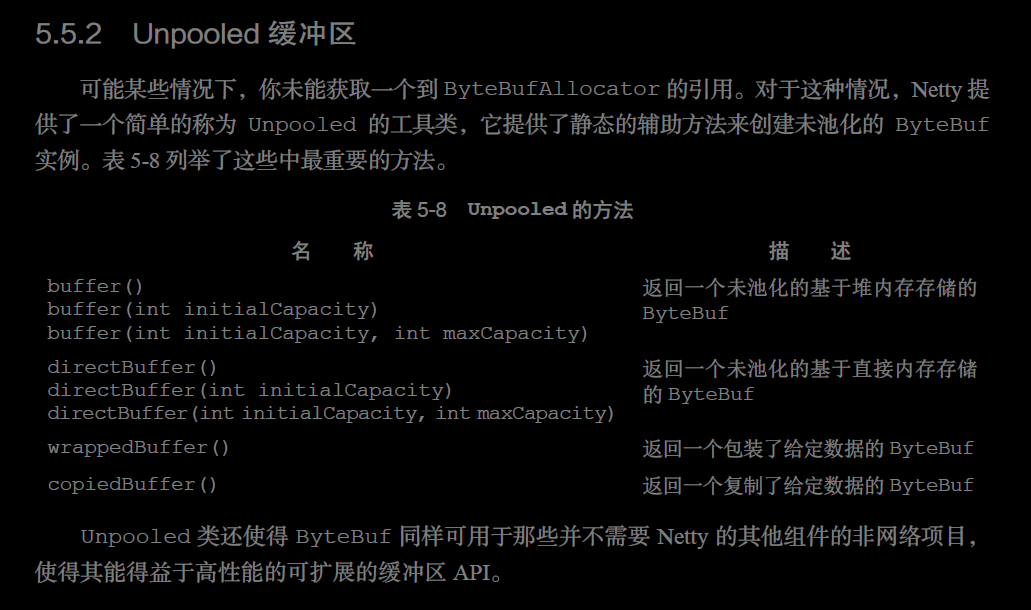 5.5.2 Unpooled 缓冲区
可能某些情况下，你未能获取一个到 ByteBufAllocator 的引用。对于这种情况，Netty 提
供了一个简单的称为 Unpooled 的工具类，它提供了静态的辅助方法来创建未池化的 ByteBuf
实例。表 5-8 列举了这些中最重要的方法。
表 5-8 Unpooled 的方法
名 称 描 述
buffer()
buffer(int initialCapacity)
buffer(int initialCapacity, int maxCapacity)
返回一个未池化的基于堆内存存储的
ByteBuf
directBuffer()
directBuffer(int initialCapacity)
directBuffer(int initialCapacity, int maxCapacity)
返回一个未池化的基于直接内存存储
的 ByteBuf
wrappedBuffer() 返回一个包装了给定数据的 ByteBuf
copiedBuffer() 返回一个复制了给定数据的 ByteBuf
Unpooled 类还使得 ByteBuf 同样可用于那些并不需要 Netty 的其他组件的非网络项目，
使得其能得益于高性能的可扩展的缓冲区 API。